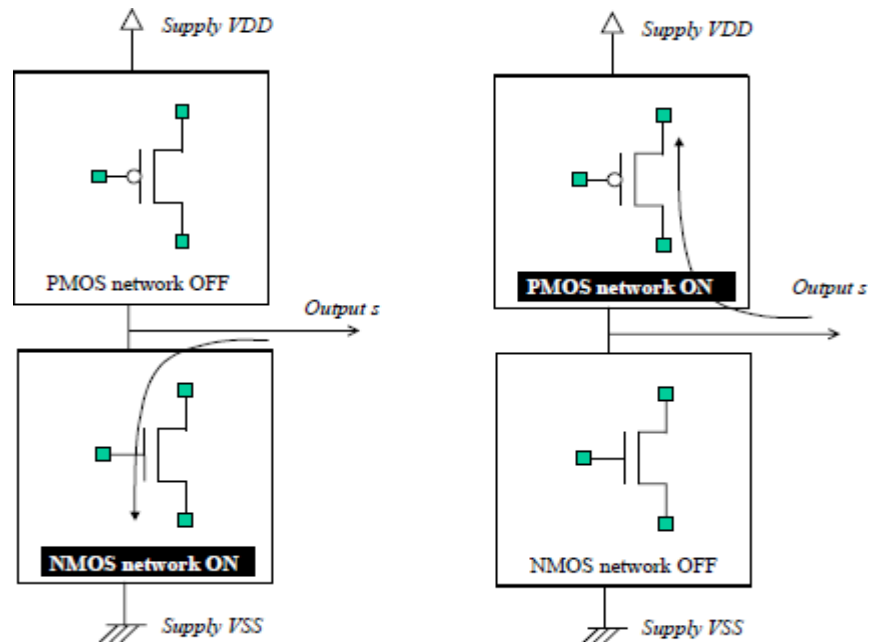 Supply VDD
PMOS network OFF
Output s
NMOS network ON
Supply VSS
Supply VDD
PMOS network ON
Output s
NMOS network OFF
Supply VSS